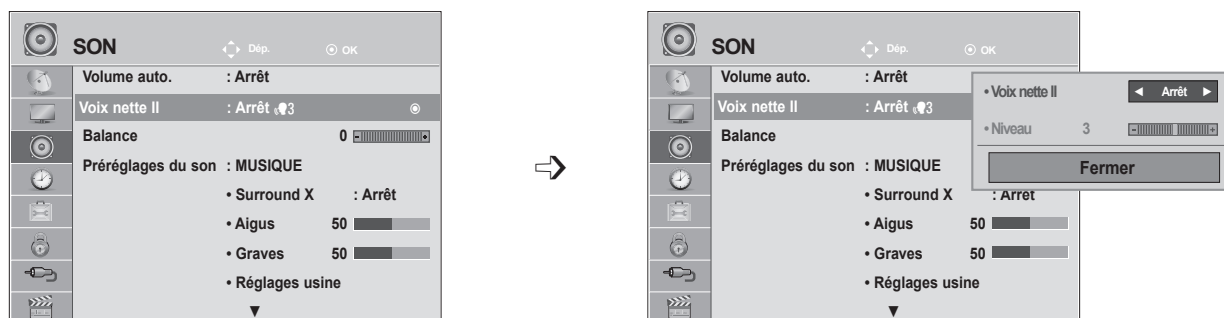 SON Dép. OK
Volume auto. : Arrêt
Voix nette II : Arrêt 3
Balance 0 - +
Préréglages du son : MUSIQUE
• Surround X : Arrêt
• Aigus 50
• Graves 50
• Réglages usine
▼
SON Dép. OK
Volume auto. : Arrêt
Voix nette II : Arrêt 3
Balance
Préréglages du son : MUSIQUE
• Surround X : Arrêt
• Aigus 50
• Graves 50
• Réglages usine
▼
• Voix nette II ◄ Arrêt ►
• Niveau 3 - +
Fermer